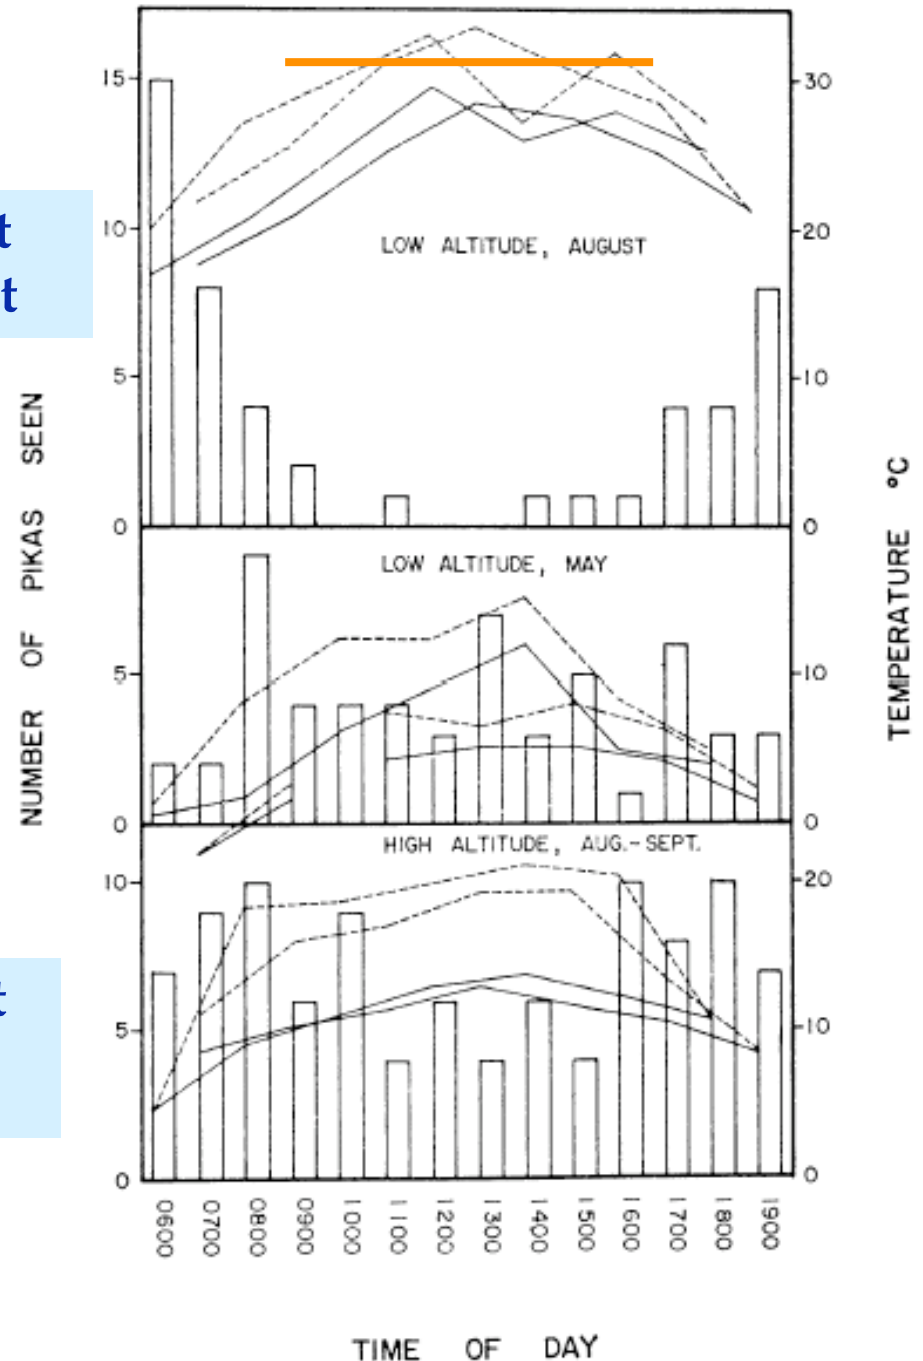 15
30
t
10
20
LOW ALTITUDE, AUGUST
t
5
10
0
0
LOW ALTITUDE, MAY
5
10
0
0
HIGH ALTITUDE, AUG.-SEPT.
10
20
t
5
10
0
0
0600 0700 0800 0900 1000 1100 1200 1300 1400 1500 1600 1700 1800 1900
NUMBER OF PIKAS SEEN
TEMPERATURE °C
TIME OF DAY